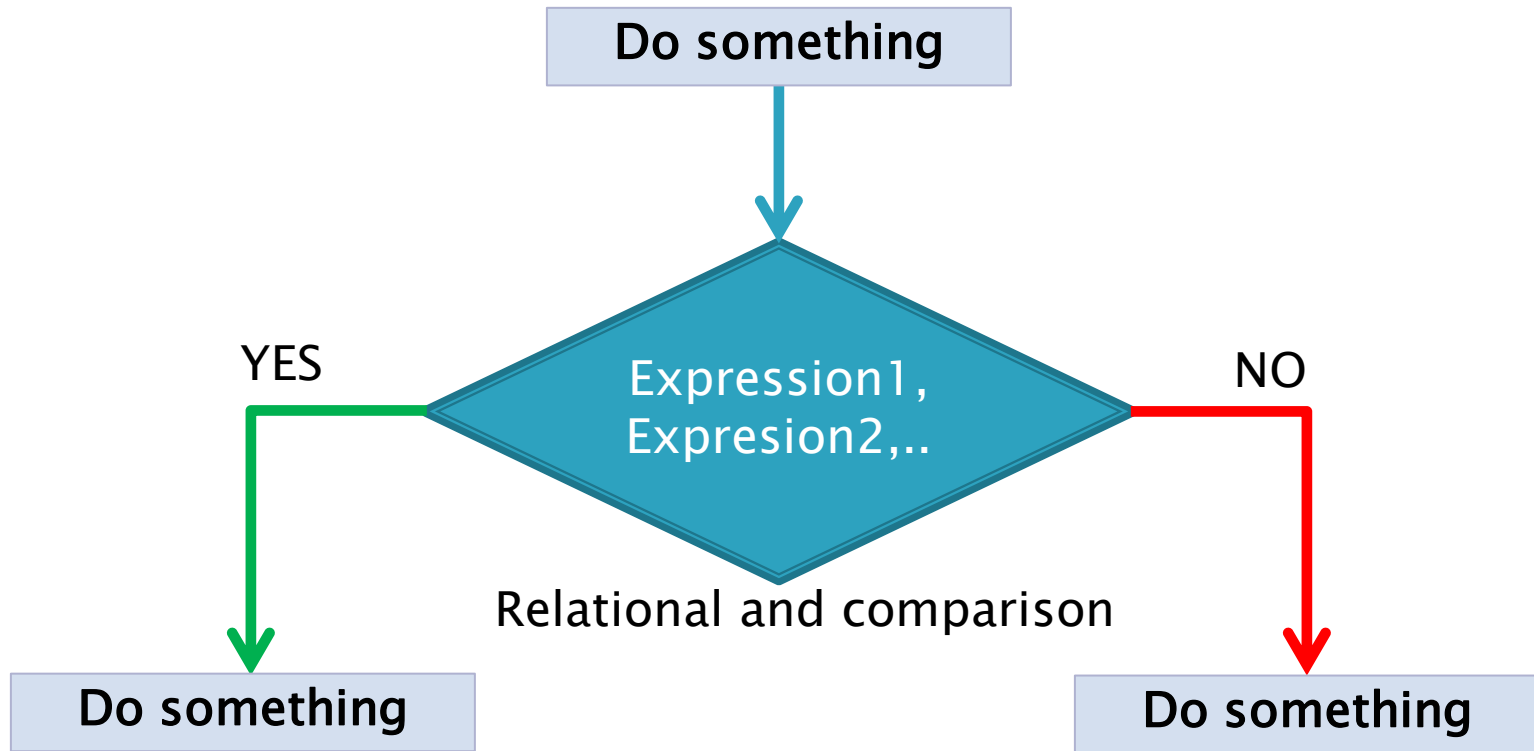 Do something
YES
NO
Expression1,
Expresion2,..
Relational and comparison
Do something
Do something